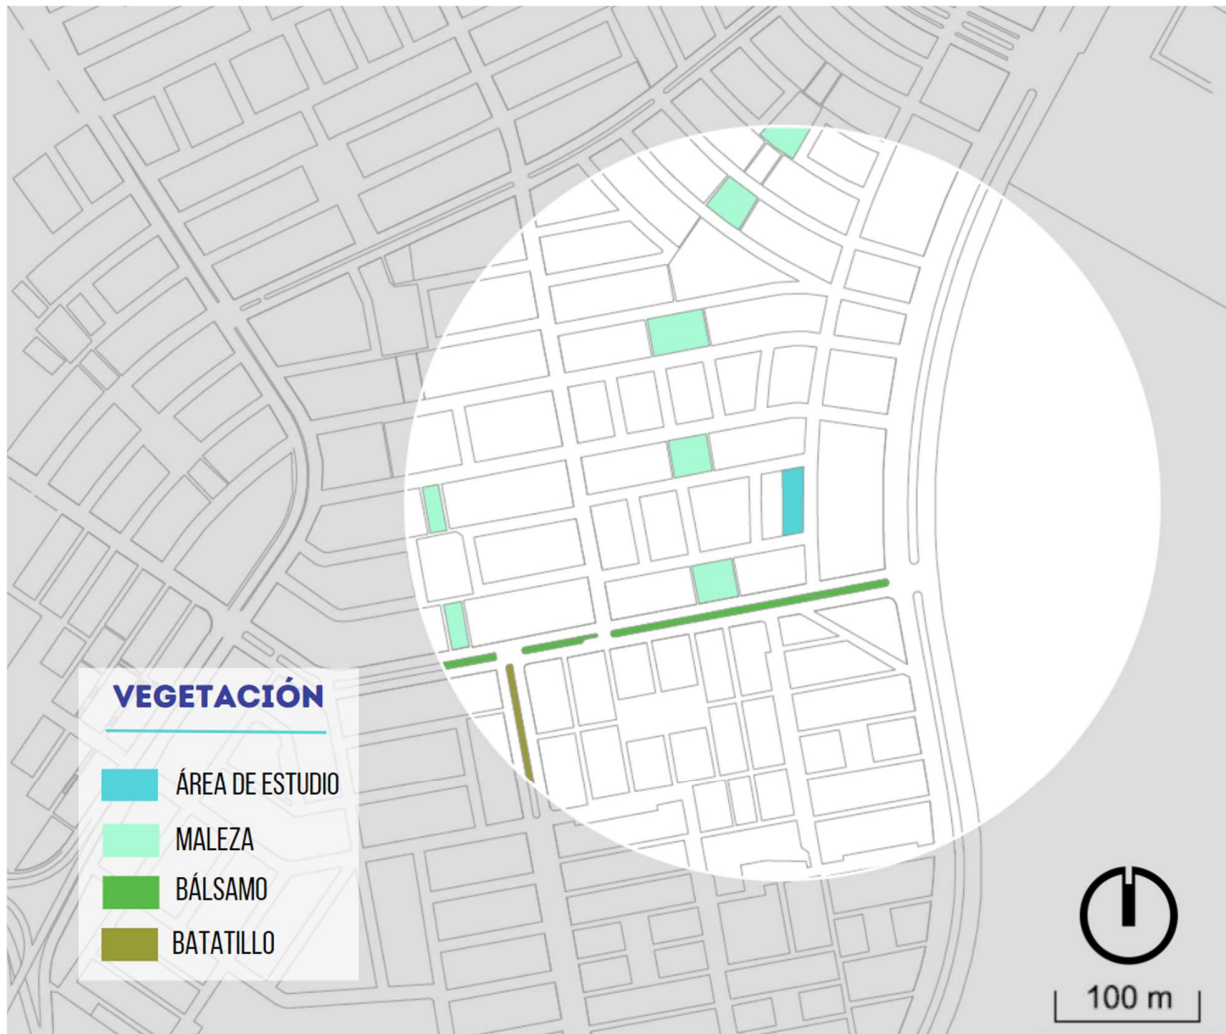 VEGETACIÓN
ÁREA DE ESTUDIO
MALEZA
BÁLSAMO
BATATILLO
100 m